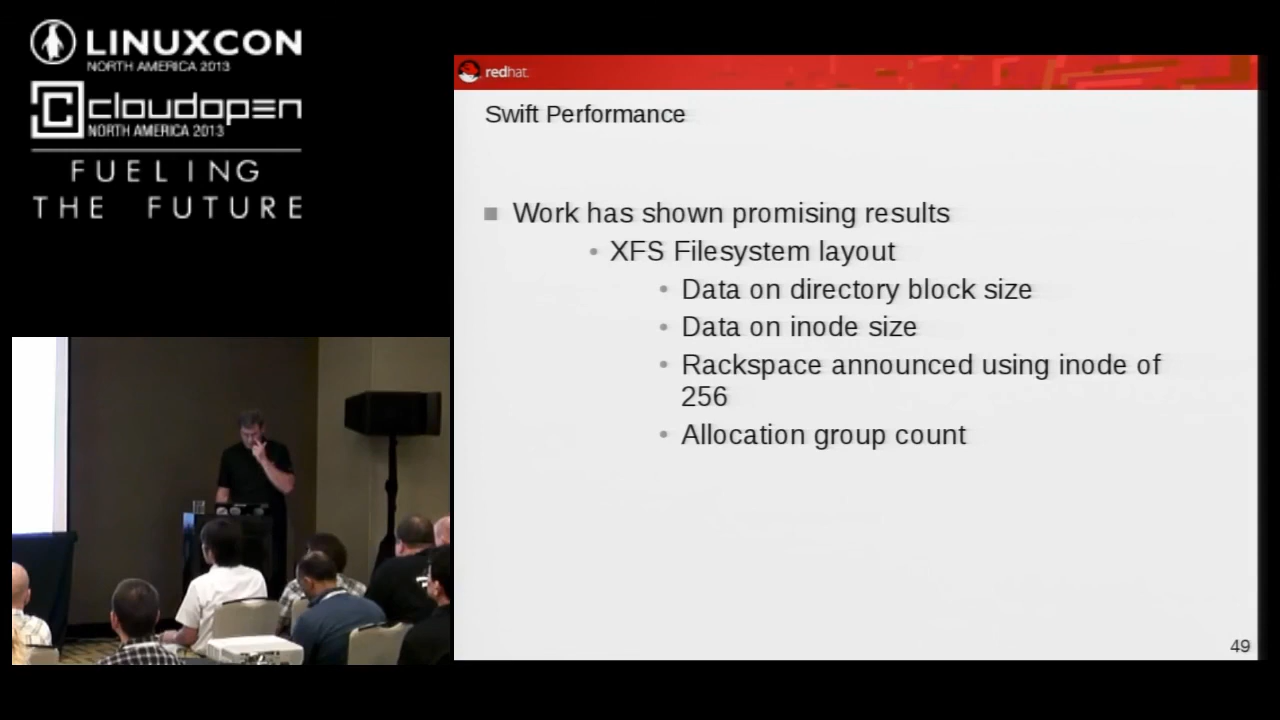 LINUXCON
NORTH AMERICA 2013
cloudopen
NORTH AMERICA 2013
FUELING
THE FUTURE
redhat.
Swift Performance
Work has shown promising results
XFS Filesystem layout
Data on directory block size
Data on inode size
Rackspace announced using inode of
256
Allocation group count
49